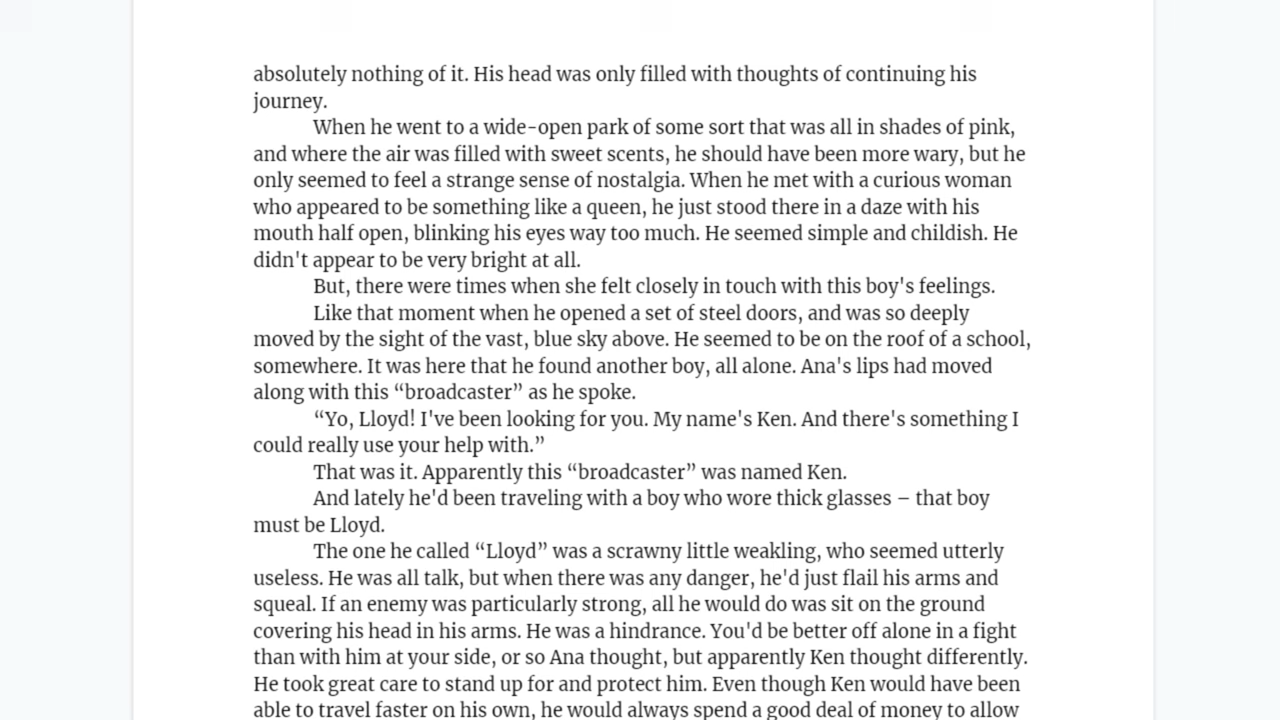 absolutely nothing of it. His head was only filled with thoughts of continuing his
journey.
When he went to a wide-open park of some sort that was all in shades of pink,
and where the air was filled with sweet scents, he should have been more wary, but he
only seemed to feel a strange sense of nostalgia. When he met with a curious woman
who appeared to be something like a queen, he just stood there in a daze with his
mouth half open, blinking his eyes way too much. He seemed simple and childish. He
didn't appear to be very bright at all.
But, there were times when she felt closely in touch with this boy's feelings.
Like that moment when he opened a set of steel doors, and was so deeply
moved by the sight of the vast, blue sky above. He seemed to be on the roof of a school,
somewhere. It was here that he found another boy, all alone. Ana's lips had moved
along with this “broadcaster” as he spoke.
“Yo, Lloyd! I've been looking for you. My name's Ken. And there's something I
could really use your help with.”
That was it. Apparently this “broadcaster” was named Ken.
And lately he'd been traveling with a boy who wore thick glasses – that boy
must be Lloyd.
The one he called “Lloyd” was a scrawny little weakling, who seemed utterly
useless. He was all talk, but when there was any danger, he'd just flail his arms and
squeal. If an enemy was particularly strong, all he would do was sit on the ground
covering his head in his arms. He was a hindrance. You'd be better off alone in a fight
than with him at your side, or so Ana thought, but apparently Ken thought differently.
He took great care to stand up for and protect him. Even though Ken would have been
able to travel faster on his own, he would always spend a good deal of money to allow